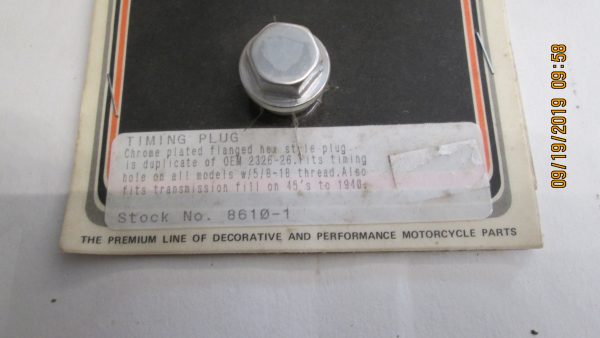 TIMING PLUG
Chrome plated flanged hex style plug
is duplicate of OEM 2326-26.Fits timing
hole on all models w/5/8-18 thread.Also
fits transmission fill on 45's to 1940.
Stock No. 8610-1
THE PREMIUM LINE OF DECORATIVE AND PERFORMANCE MOTORCYCLE PARTS
09/19/2019 09:58